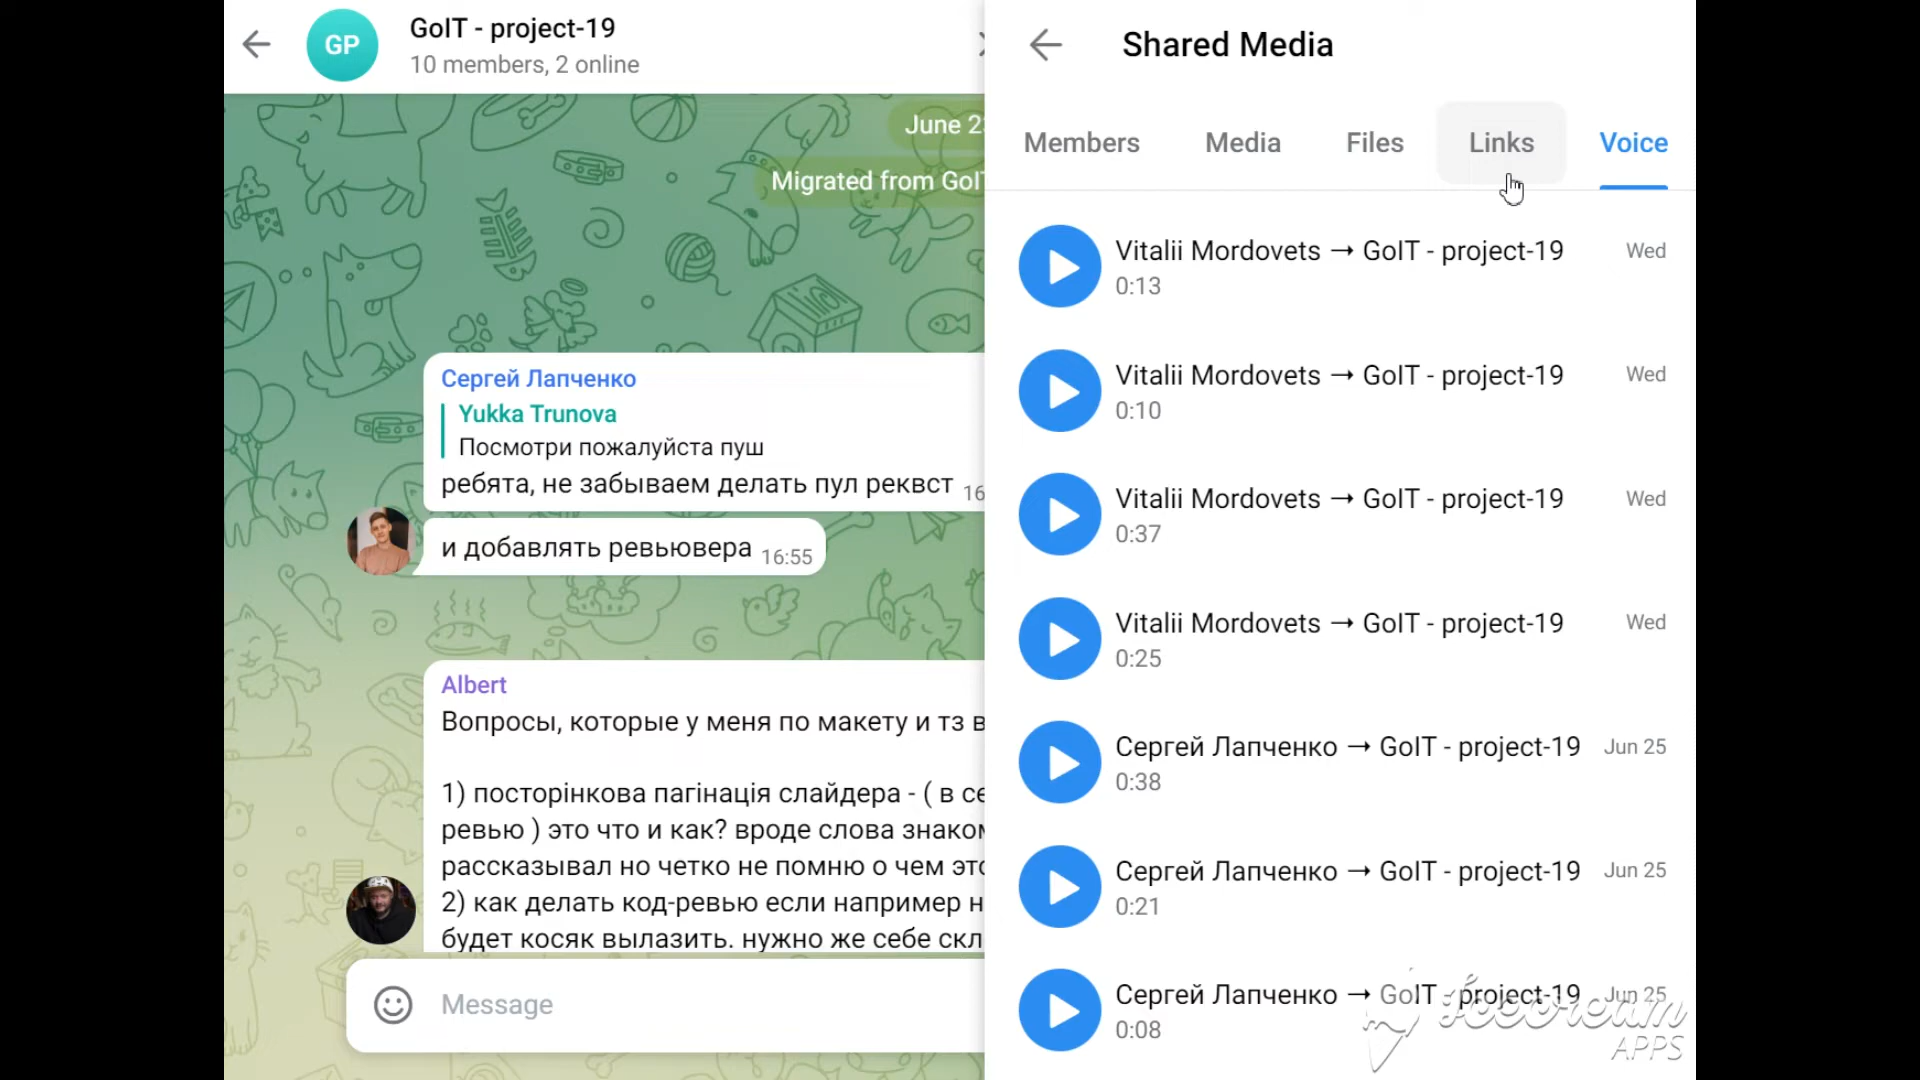 GP
GoIT - project-19
10 members, 2 online
June 2
Migrated from GoI
Сергей Лапченко
Yukka Trunova
Посмотри пожалуйста пуш
ребята, не забываем делать пул реквст 16
и добавлять ревьювера 16:55
Albert
Вопросы, которые у меня по макету и тз в
1) посторінкова пагінація слайдера - ( в се
ревью ) это что и как? вроде слова знаком
рассказывал но четко не помню о чем это
2) как делать код-ревью если например н
будет косяк вылазить. нужно же себе скл
Message
Shared Media
Members Media Files Links Voice
Vitalii Mordovets → GoIT - project-19 Wed
0:13
Vitalii Mordovets → GoIT - project-19 Wed
0:10
Vitalii Mordovets → GoIT - project-19 Wed
0:37
Vitalii Mordovets → GoIT - project-19 Wed
0:25
Сергей Лапченко → GoIT - project-19 Jun 25
0:38
Сергей Лапченко → GoIT - project-19 Jun 25
0:21
Сергей Лапченко → GoIT - project-19 Jun 25
0:08
Icecream
APPS